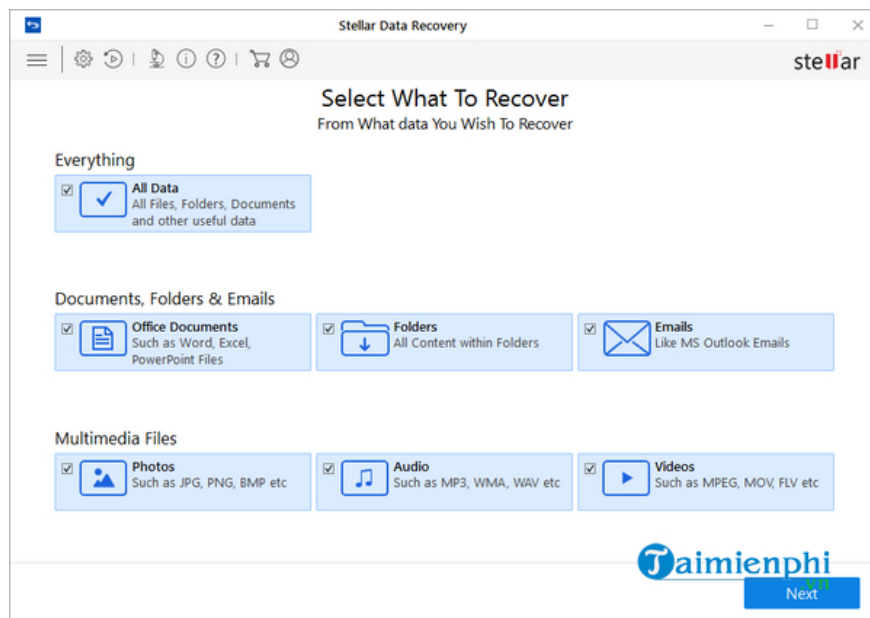 Stellar Data Recovery
stellar
Select What To Recover
From What data You Wish To Recover
Everything
All Data
All Files, Folders, Documents
and other useful data
Documents, Folders & Emails
Office Documents
Such as Word, Excel,
PowerPoint Files
Folders
All Content within Folders
Emails
Like MS Outlook Emails
Multimedia Files
Photos
Such as JPG, PNG, BMP etc
Audio
Such as MP3, WMA, WAV etc
Videos
Such as MPEG, MOV, FLV etc
Taimienphi
.vn
Next